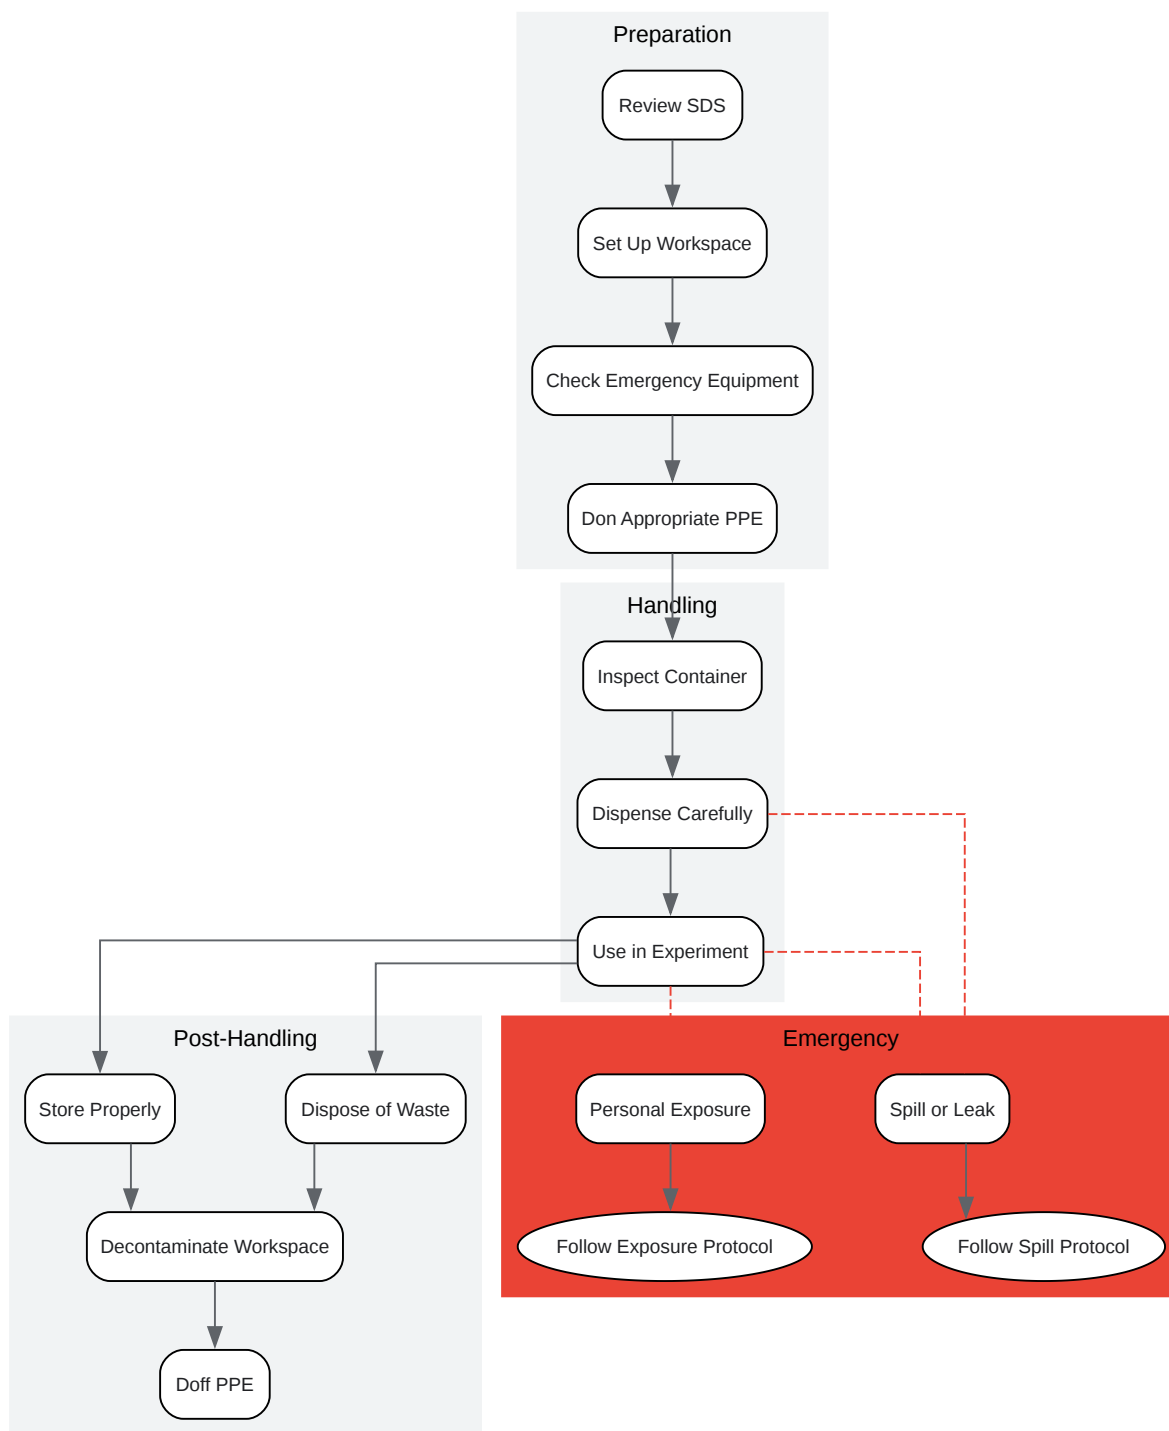 Preparation
Review SDS
Set Up Workspace
Check Emergency Equipment
Don Appropriate PPE
Handling
Inspect Container
Dispense Carefully
Use in Experiment
Post-Handling
Store Properly
Dispose of Waste
Decontaminate Workspace
Doff PPE
Emergency
Personal Exposure
Spill or Leak
Follow Exposure Protocol
Follow Spill Protocol